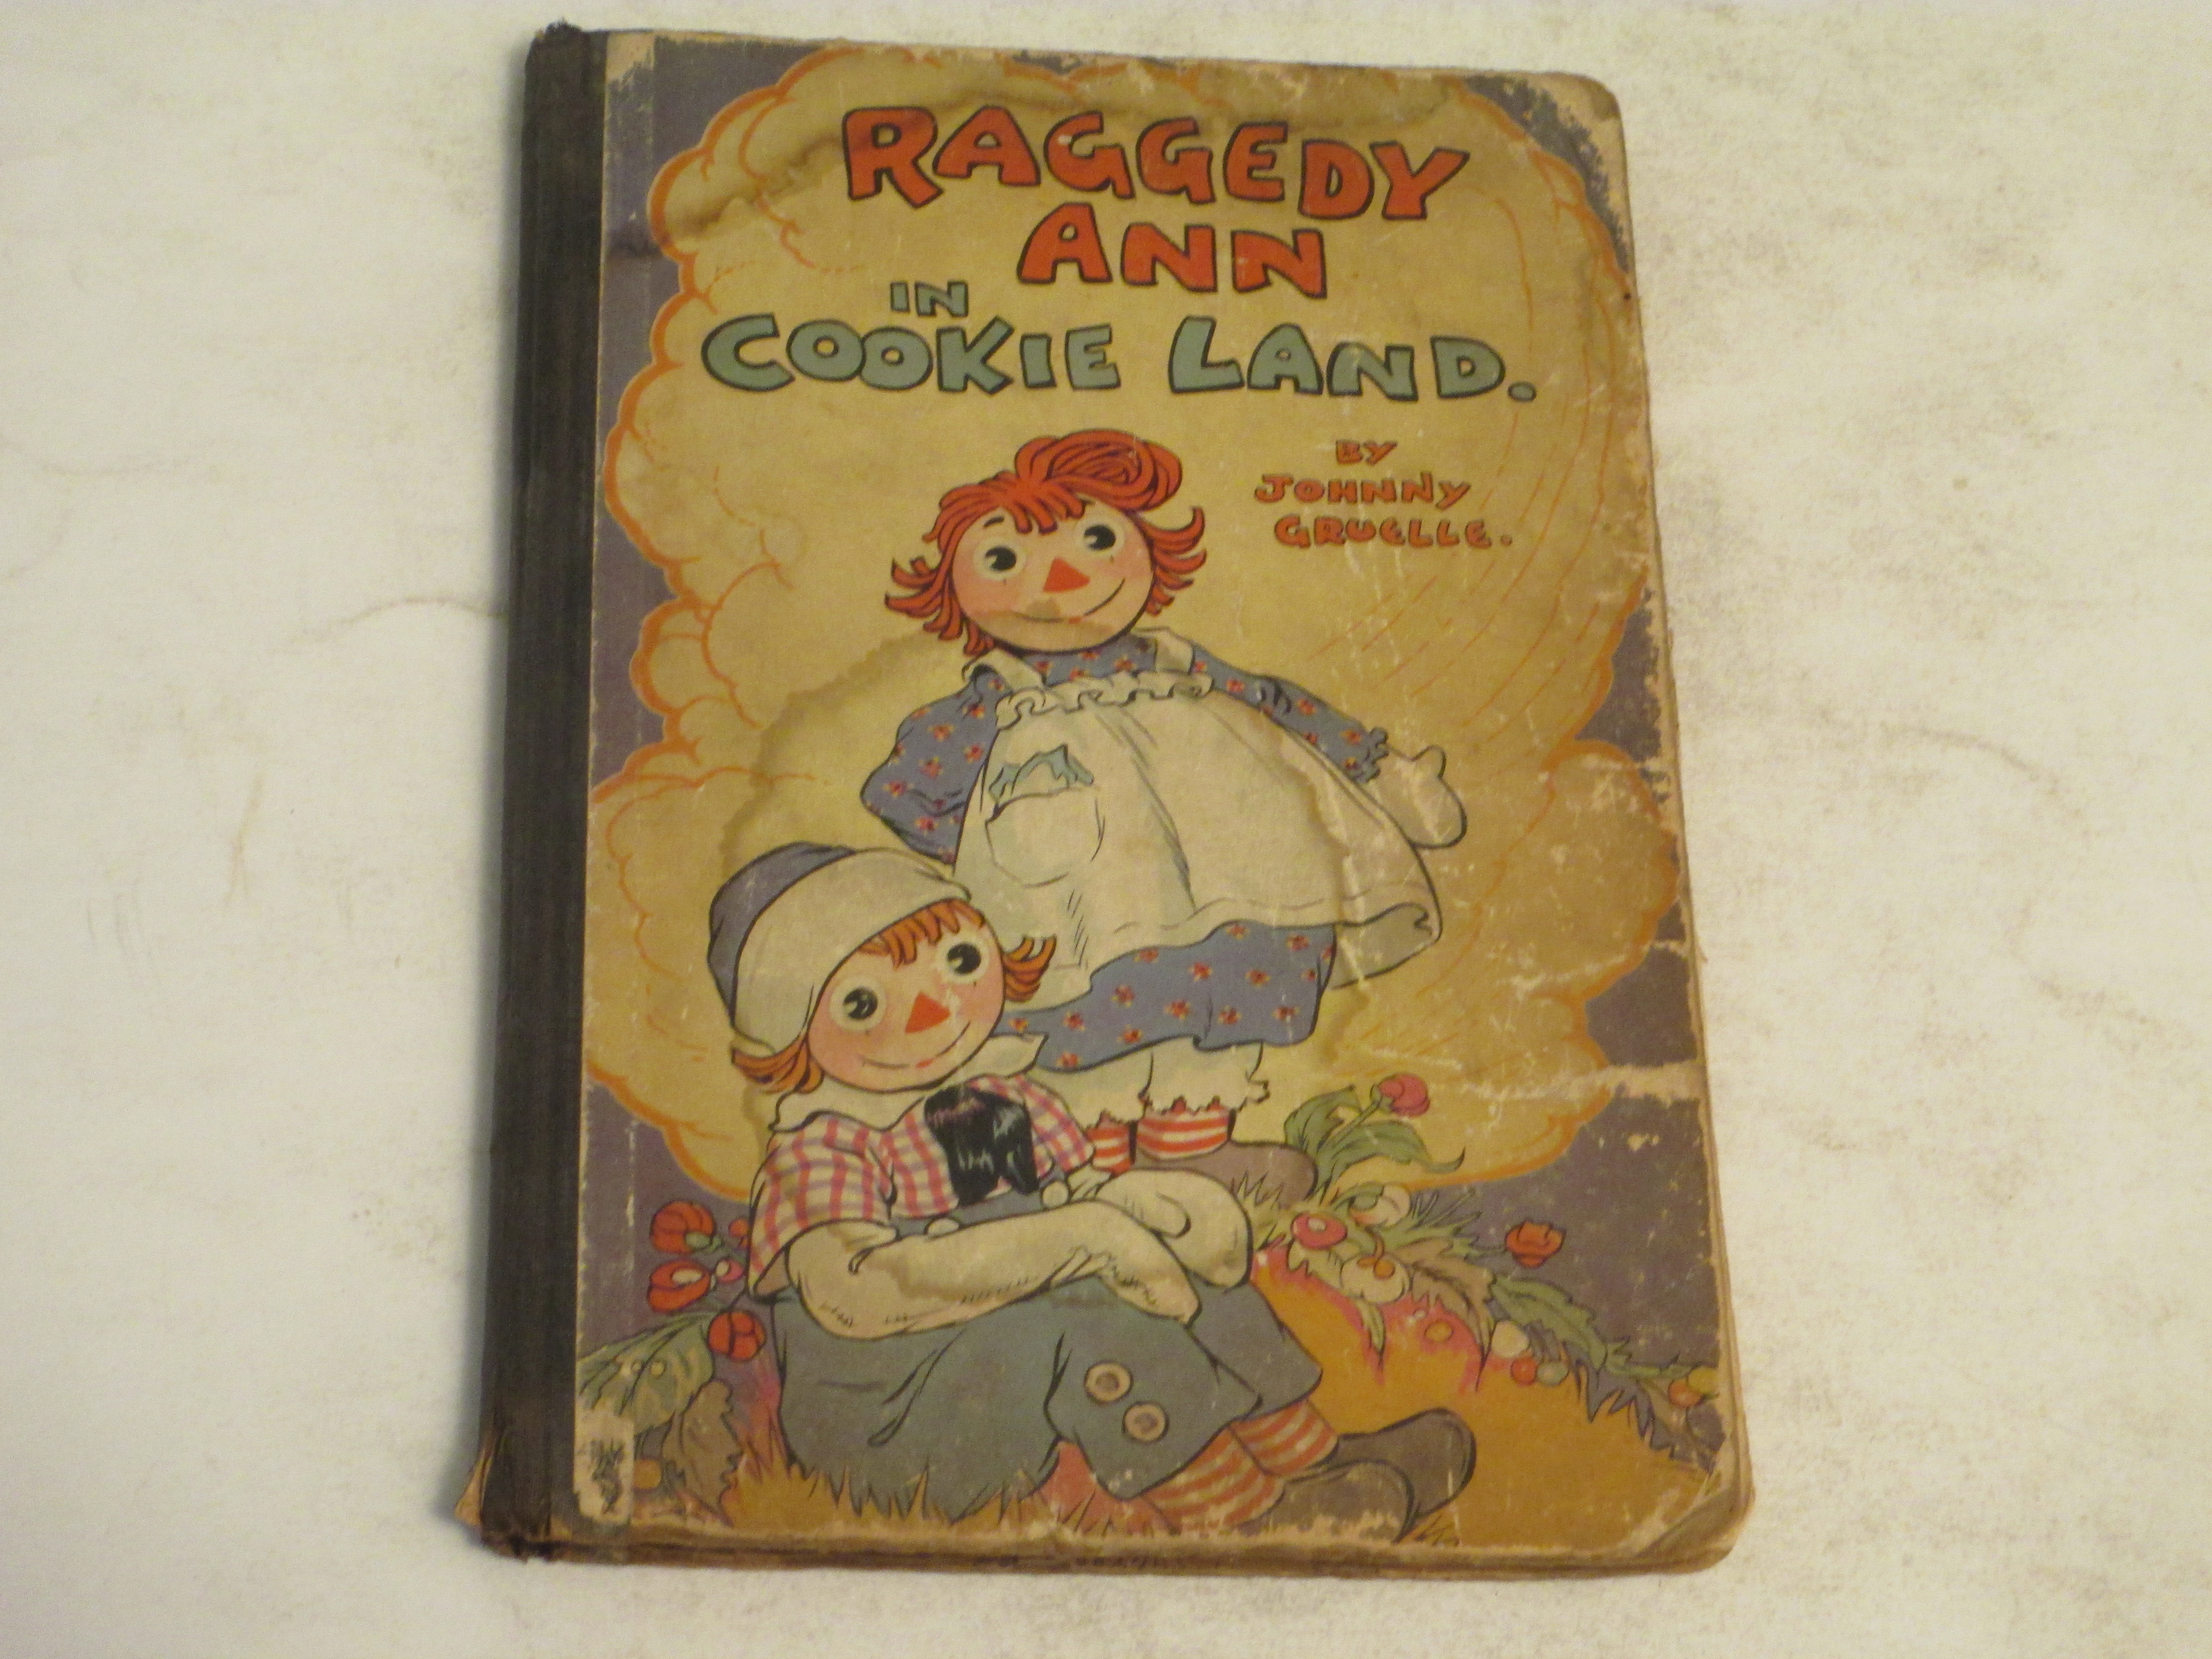 RAGGEDY
ANN
IN
COOKIE LAND.
BY
JOHNNY
GRUELLE.